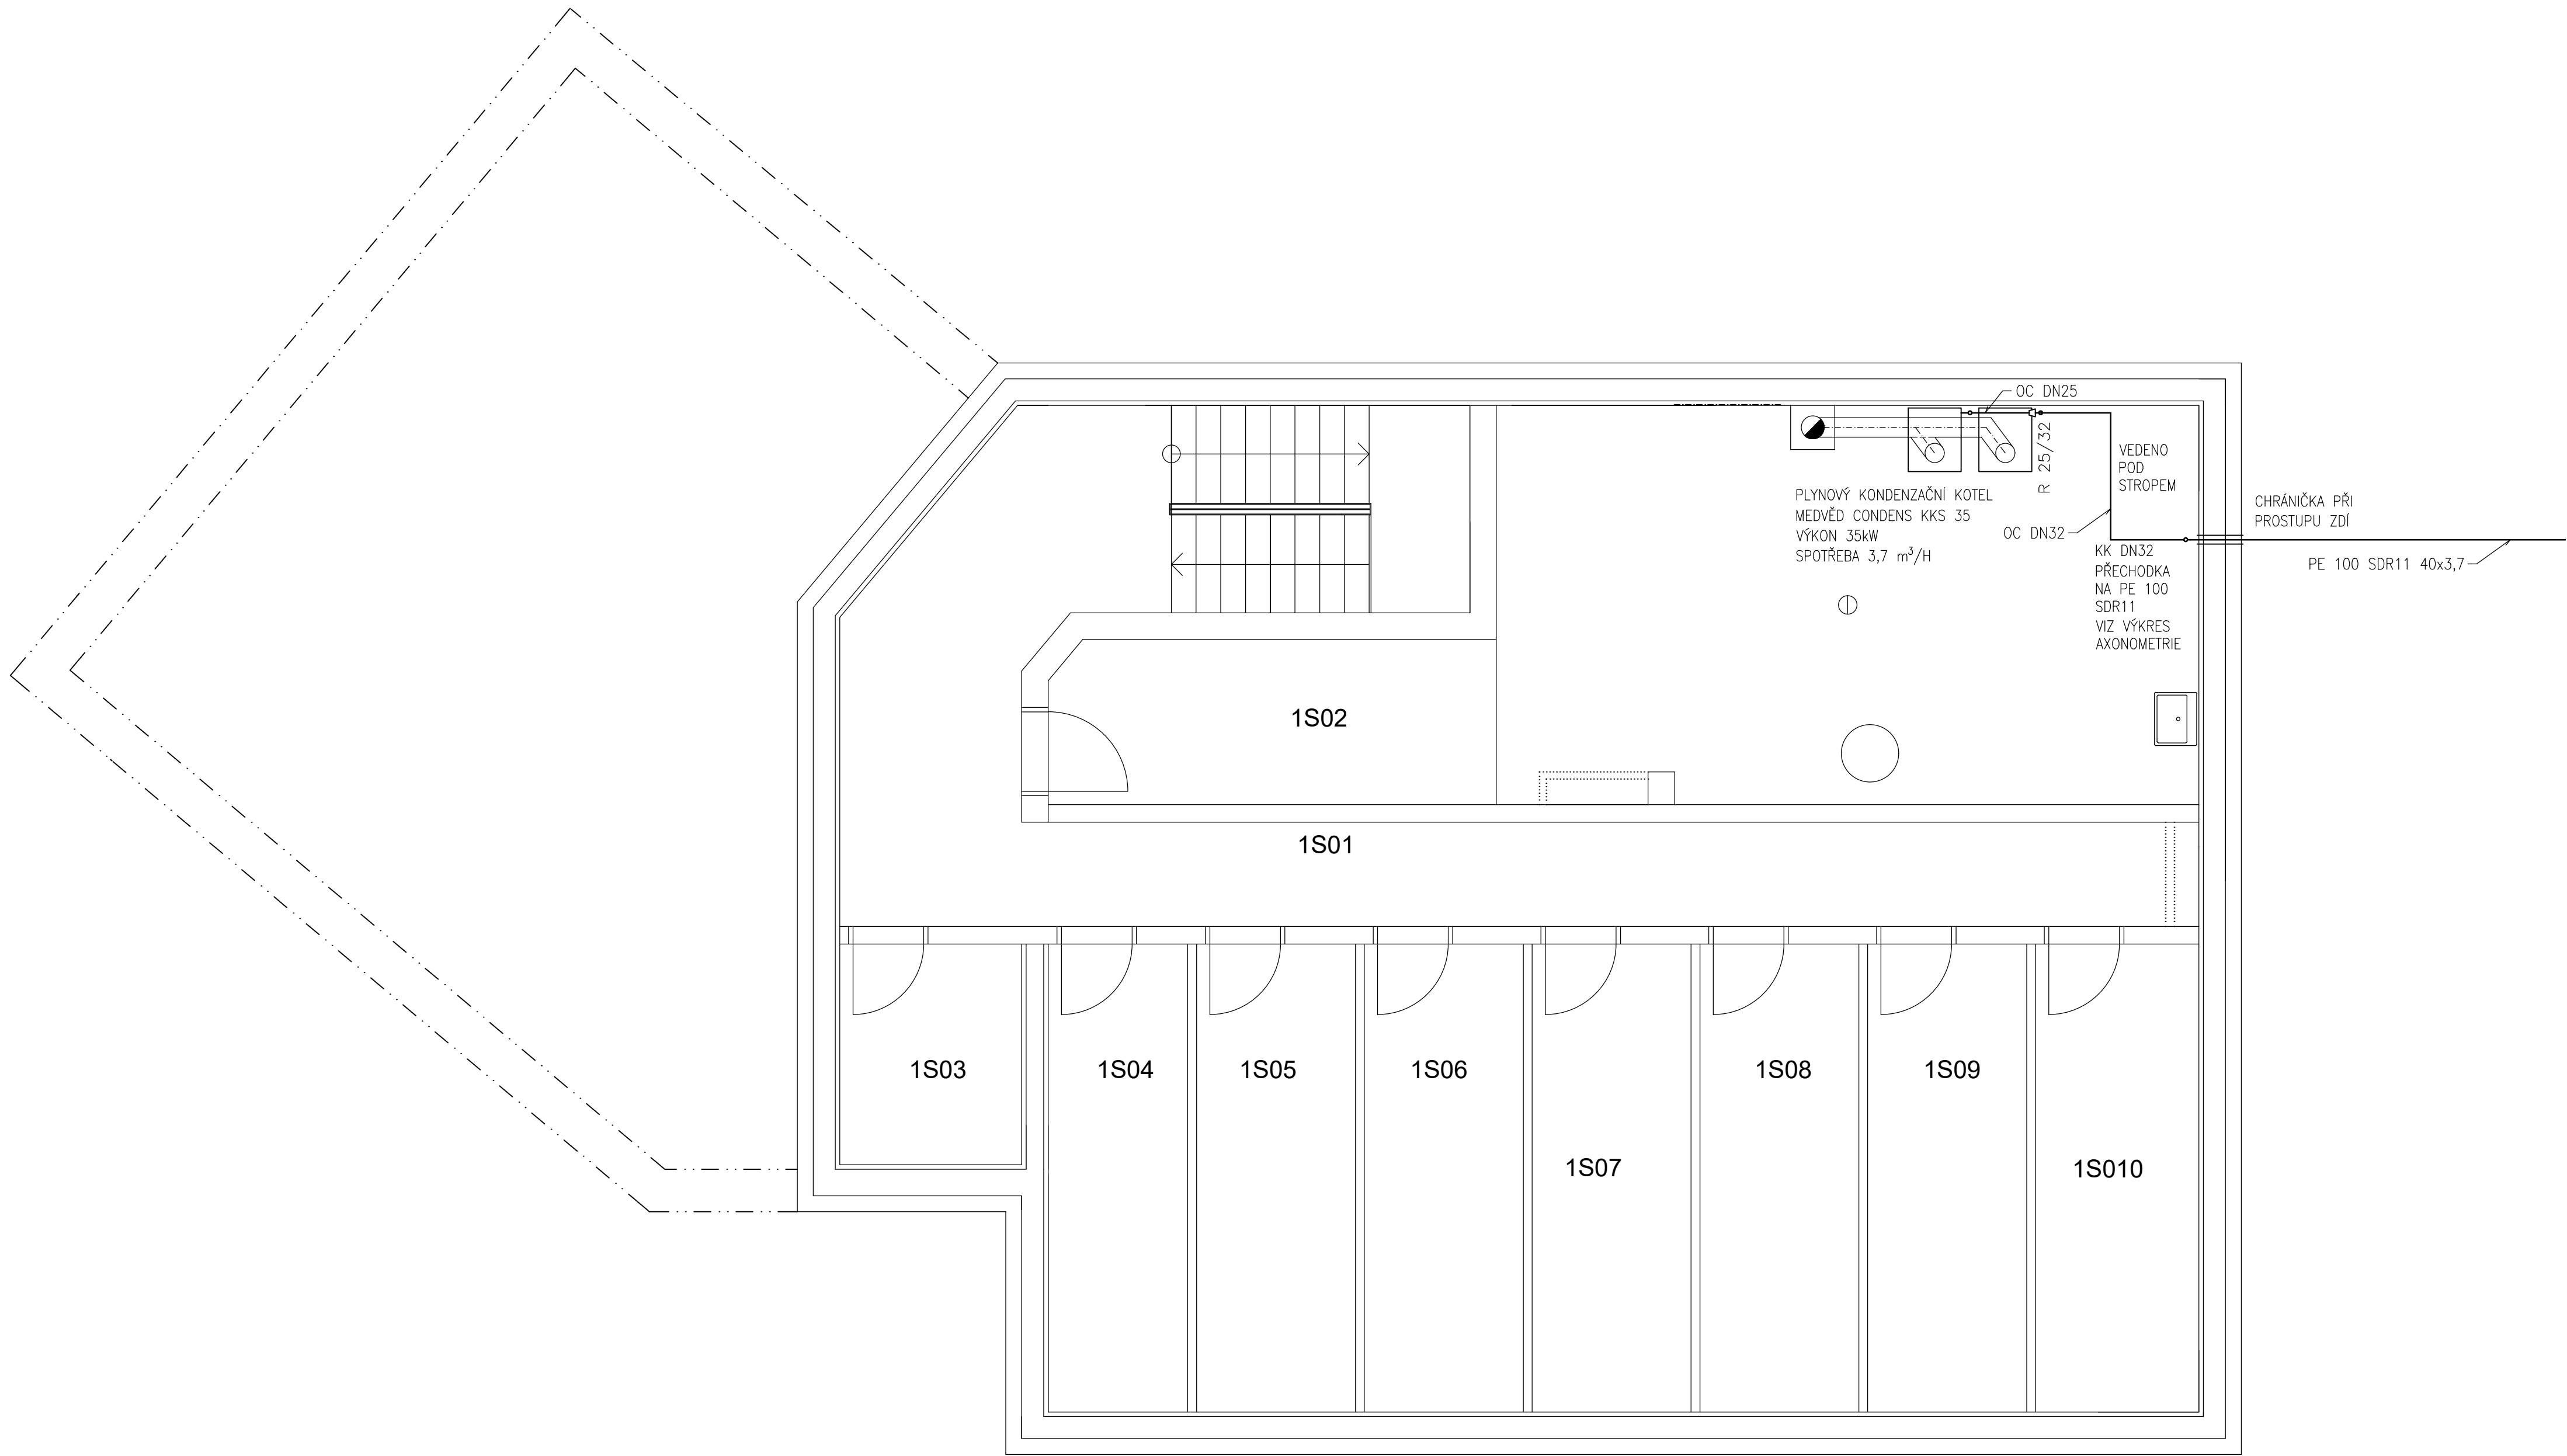 OC DN25
R 25/32
VEDENO
POD
STROPEM
PLYNOVÝ KONDENZAČNÍ KOTEL
MEDVĚD CONDENS KKS 35
VÝKON 35kW
SPOTŘEBA 3,7 m³/H
OC DN32
CHRÁNIČKA PŘI
PROSTUPU ZDÍ
KK DN32
PŘECHODKA
NA PE 100
SDR11
VIZ VÝKRES
AXONOMETRIE
PE 100 SDR11 40x3,7
1S02
1S01
1S03
1S04
1S05
1S06
1S08
1S09
1S07
1S010